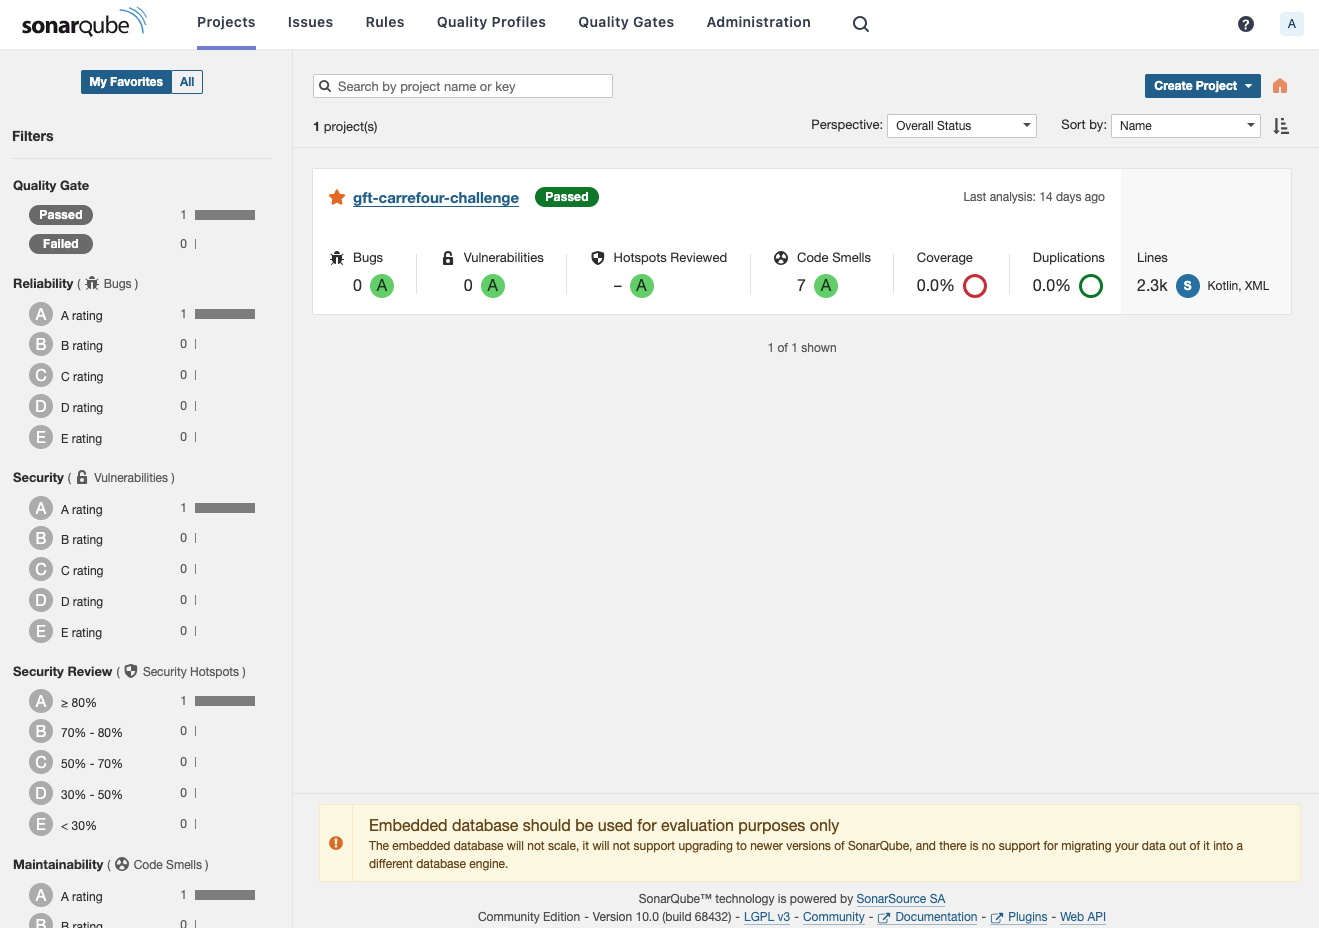 sonarqube Projects Issues Rules Quality Profiles Quality Gates Administration ? A
My Favorites All
Filters
Quality Gate
Passed 1
Failed 0
Reliability ( Bugs )
A A rating 1
B B rating 0
C C rating 0
D D rating 0
E E rating 0
Security ( Vulnerabilities )
A A rating 1
B B rating 0
C C rating 0
D D rating 0
E E rating 0
Security Review ( Security Hotspots )
A ≥ 80% 1
B 70% - 80% 0
C 50% - 70% 0
D 30% - 50% 0
E < 30% 0
Maintainability ( Code Smells )
A A rating 1
B B rating 0
Search by project name or key
Create Project
1 project(s)
Perspective: Overall Status Sort by: Name
gft-carrefour-challenge Passed Last analysis: 14 days ago
Bugs Vulnerabilities Hotspots Reviewed Code Smells Coverage Duplications Lines
0 A 0 A – A 7 A 0.0% 0.0% 2.3k S Kotlin, XML
1 of 1 shown
Embedded database should be used for evaluation purposes only
The embedded database will not scale, it will not support upgrading to newer versions of SonarQube, and there is no support for migrating your data out of it into a
different database engine.
SonarQube™ technology is powered by SonarSource SA
Community Edition - Version 10.0 (build 68432) - LGPL v3 - Community - Documentation - Plugins - Web API